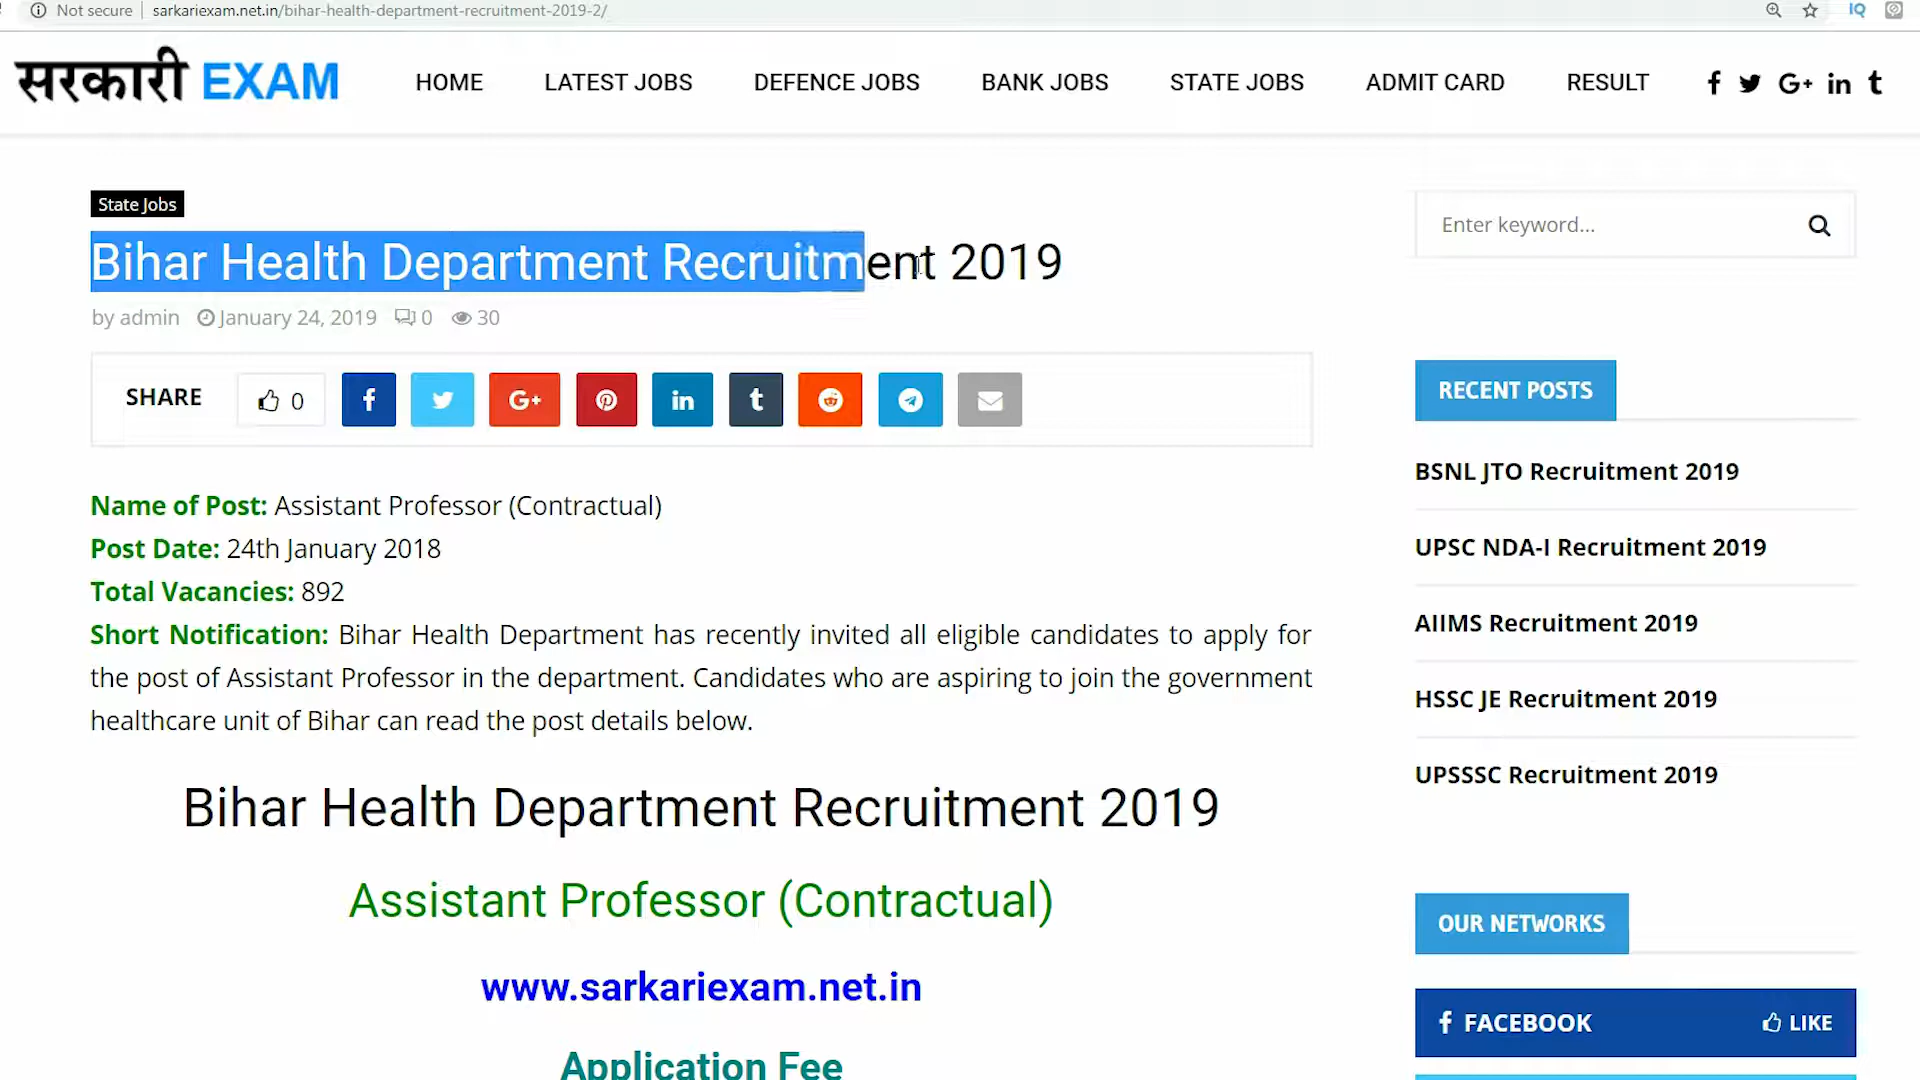 Not secure
sarkariexam.net.in/bihar-health-department-recruitment-2019-2/
IQ
सरकारी EXAM
HOME
LATEST JOBS
DEFENCE JOBS
BANK JOBS
STATE JOBS
ADMIT CARD
RESULT
State Jobs
Bihar Health Department Recruitment 2019
by admin January 24, 2019 0 30
SHARE 0
Enter keyword...
Name of Post: Assistant Professor (Contractual)
Post Date: 24th January 2018
Total Vacancies: 892
Short Notification: Bihar Health Department has recently invited all eligible candidates to apply for
the post of Assistant Professor in the department. Candidates who are aspiring to join the government
healthcare unit of Bihar can read the post details below.
Bihar Health Department Recruitment 2019
Assistant Professor (Contractual)
www.sarkariexam.net.in
Application Fee
RECENT POSTS
BSNL JTO Recruitment 2019
UPSC NDA-I Recruitment 2019
AIIMS Recruitment 2019
HSSC JE Recruitment 2019
UPSSSC Recruitment 2019
OUR NETWORKS
FACEBOOK
LIKE